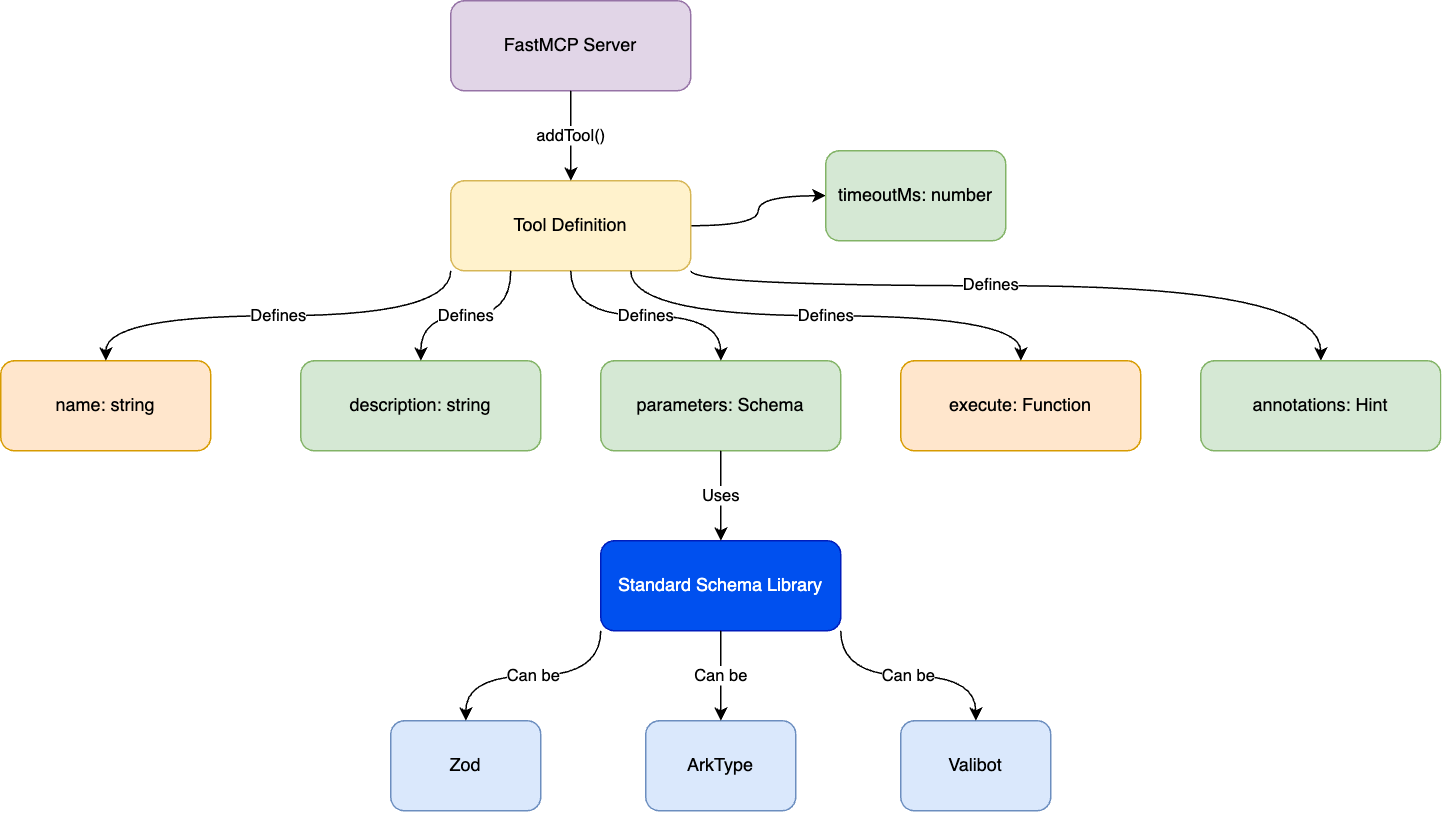 FastMCP Server
addTool()
timeoutMs: number
Tool Definition
Defines
Defines
Defines
Defines
Defines
name: string
description: string
parameters: Schema
execute: Function
annotations: Hint
Uses
Standard Schema Library
Can be
Can be
Can be
Zod
ArkType
Valibot